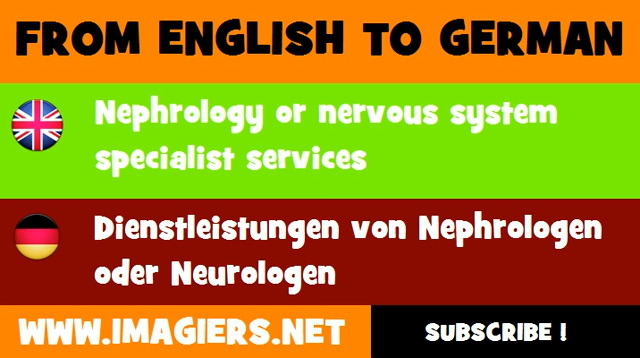 FROM ENGLISH TO GERMAN
Nephrology or nervous system
specialist services
Dienstleistungen von Nephrologen
oder Neurologen
WWW.IMAGIERS.NET
SUBSCRIBE !